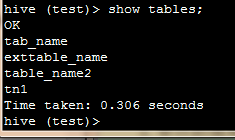 hive (test)> show tables;
OK
tab_name
exttable_name
table_name2
tn1
Time taken: 0.306 seconds
hive (test)>